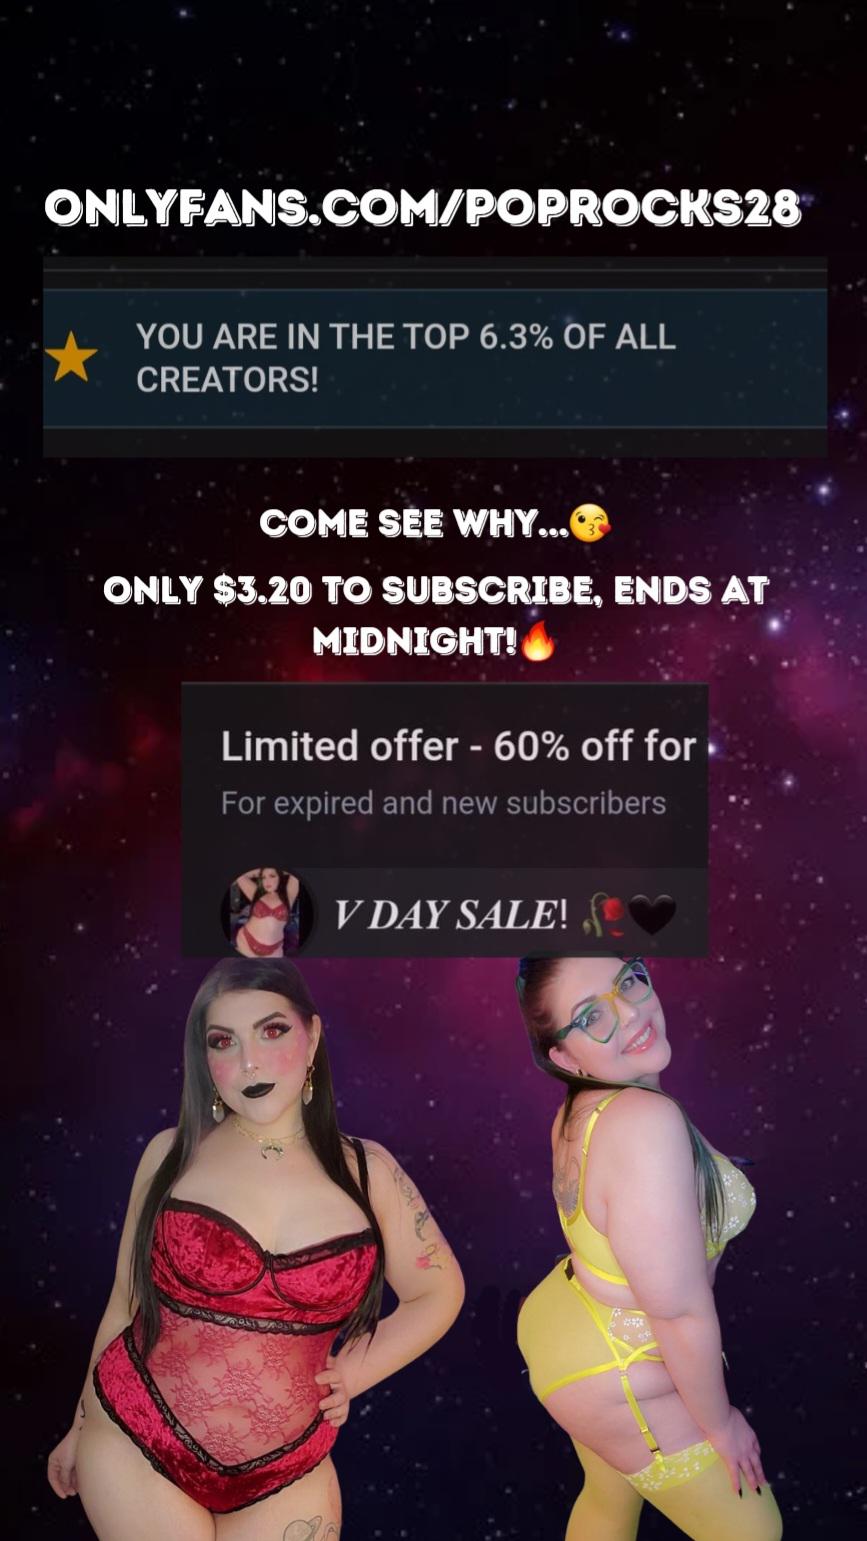 ONLYFANS.COM/POPROCKS28
YOU ARE IN THE TOP 6.3% OF ALL
CREATORS!
COME SEE WHY...😘
ONLY $3.20 TO SUBSCRIBE, ENDS AT
MIDNIGHT!🔥
Limited offer - 60% off for
For expired and new subscribers
V DAY SALE! 🥀🖤